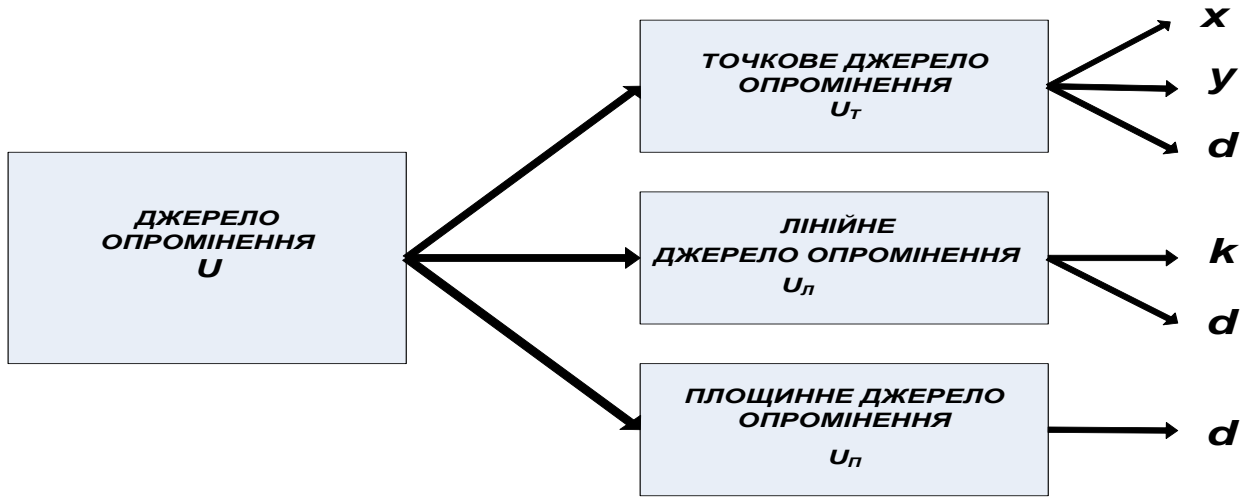 ДЖЕРЕЛО
ОПРОМІНЕННЯ
U
ТОЧКОВЕ ДЖЕРЕЛО
ОПРОМІНЕННЯ
UТ
x
y
d
ЛІНІЙНЕ
ДЖЕРЕЛО ОПРОМІНЕННЯ
UЛ
k
d
ПЛОЩИННЕ ДЖЕРЕЛО
ОПРОМІНЕННЯ
UП
d